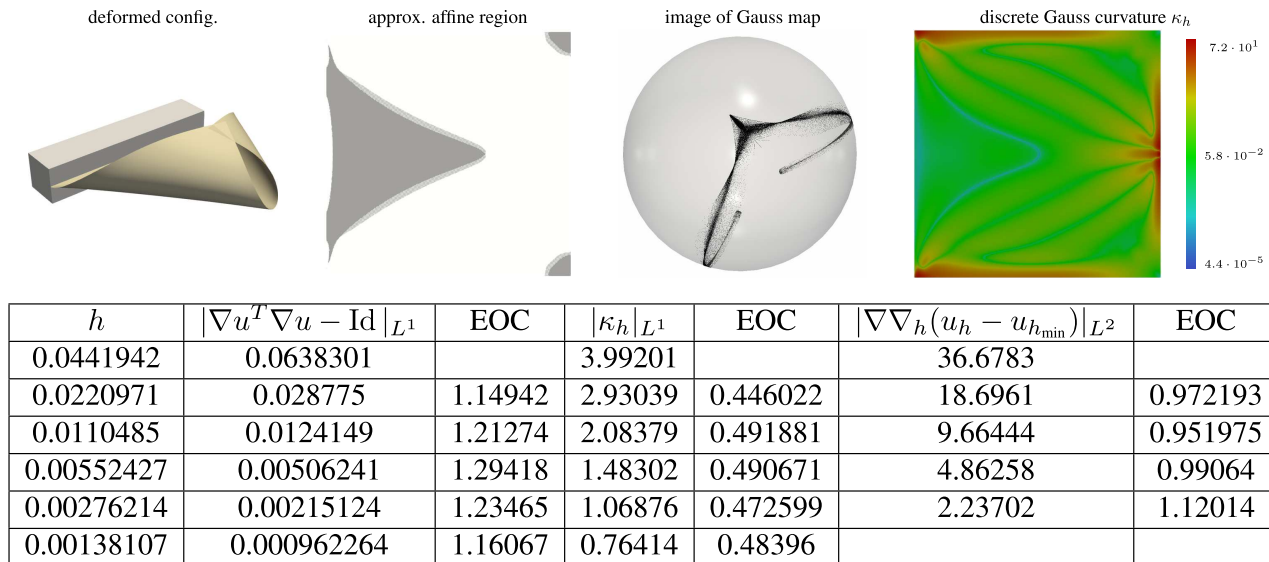 deformed config. approx. affine region image of Gauss map discrete Gauss curvature κ_h
7.2 · 10^1
5.8 · 10^−2
4.4 · 10^−5
h |∇u^T ∇u − Id |_{L^1} EOC |κ_h|_{L^1} EOC |∇∇_h(u_h − u_{h_min})|_{L^2} EOC
0.0441942 0.0638301 3.99201 36.6783
0.0220971 0.028775 1.14942 2.93039 0.446022 18.6961 0.972193
0.0110485 0.0124149 1.21274 2.08379 0.491881 9.66444 0.951975
0.00552427 0.00506241 1.29418 1.48302 0.490671 4.86258 0.99064
0.00276214 0.00215124 1.23465 1.06876 0.472599 2.23702 1.12014
0.00138107 0.000962264 1.16067 0.76414 0.48396